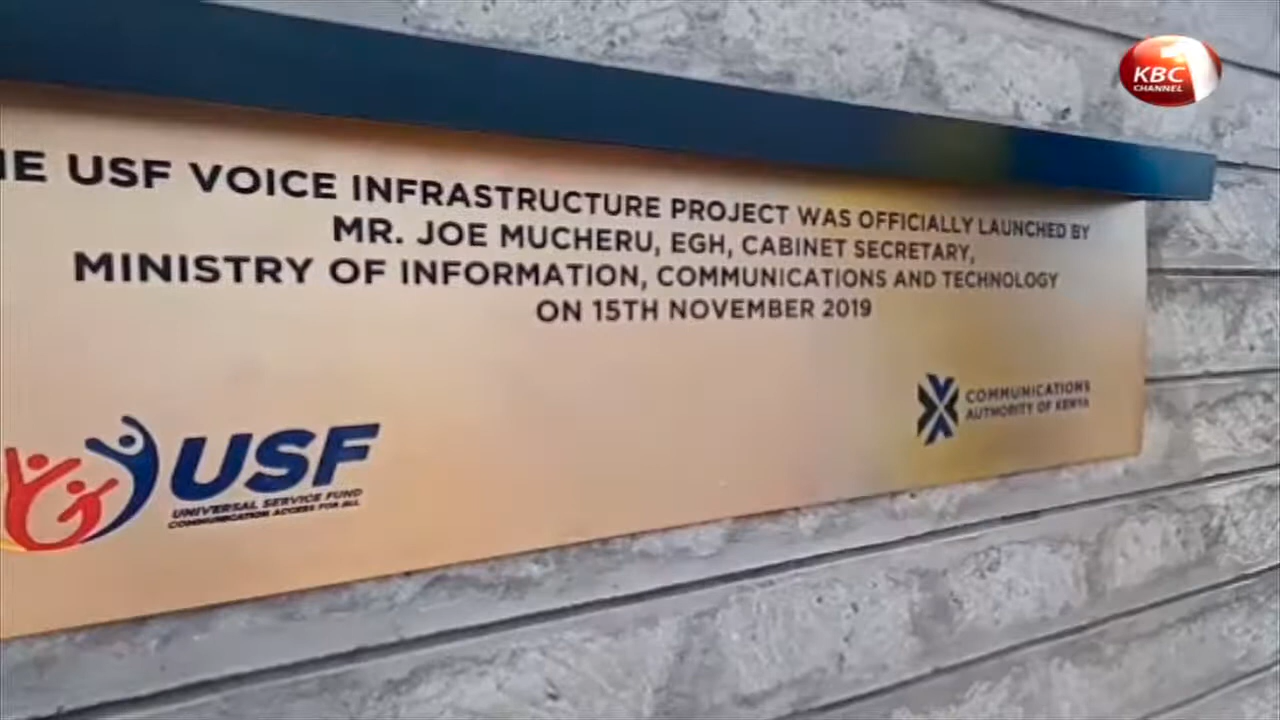 KBC 1
CHANNEL
HE USF VOICE INFRASTRUCTURE PROJECT WAS OFFICIALLY LAUNCHED BY
MR. JOE MUCHERU, EGH, CABINET SECRETARY,
MINISTRY OF INFORMATION, COMMUNICATIONS AND TECHNOLOGY
ON 15TH NOVEMBER 2019
COMMUNICATIONS
AUTHORITY OF KENYA
USF
UNIVERSAL SERVICE FUND
COMMUNICATION ACCESS FOR ALL